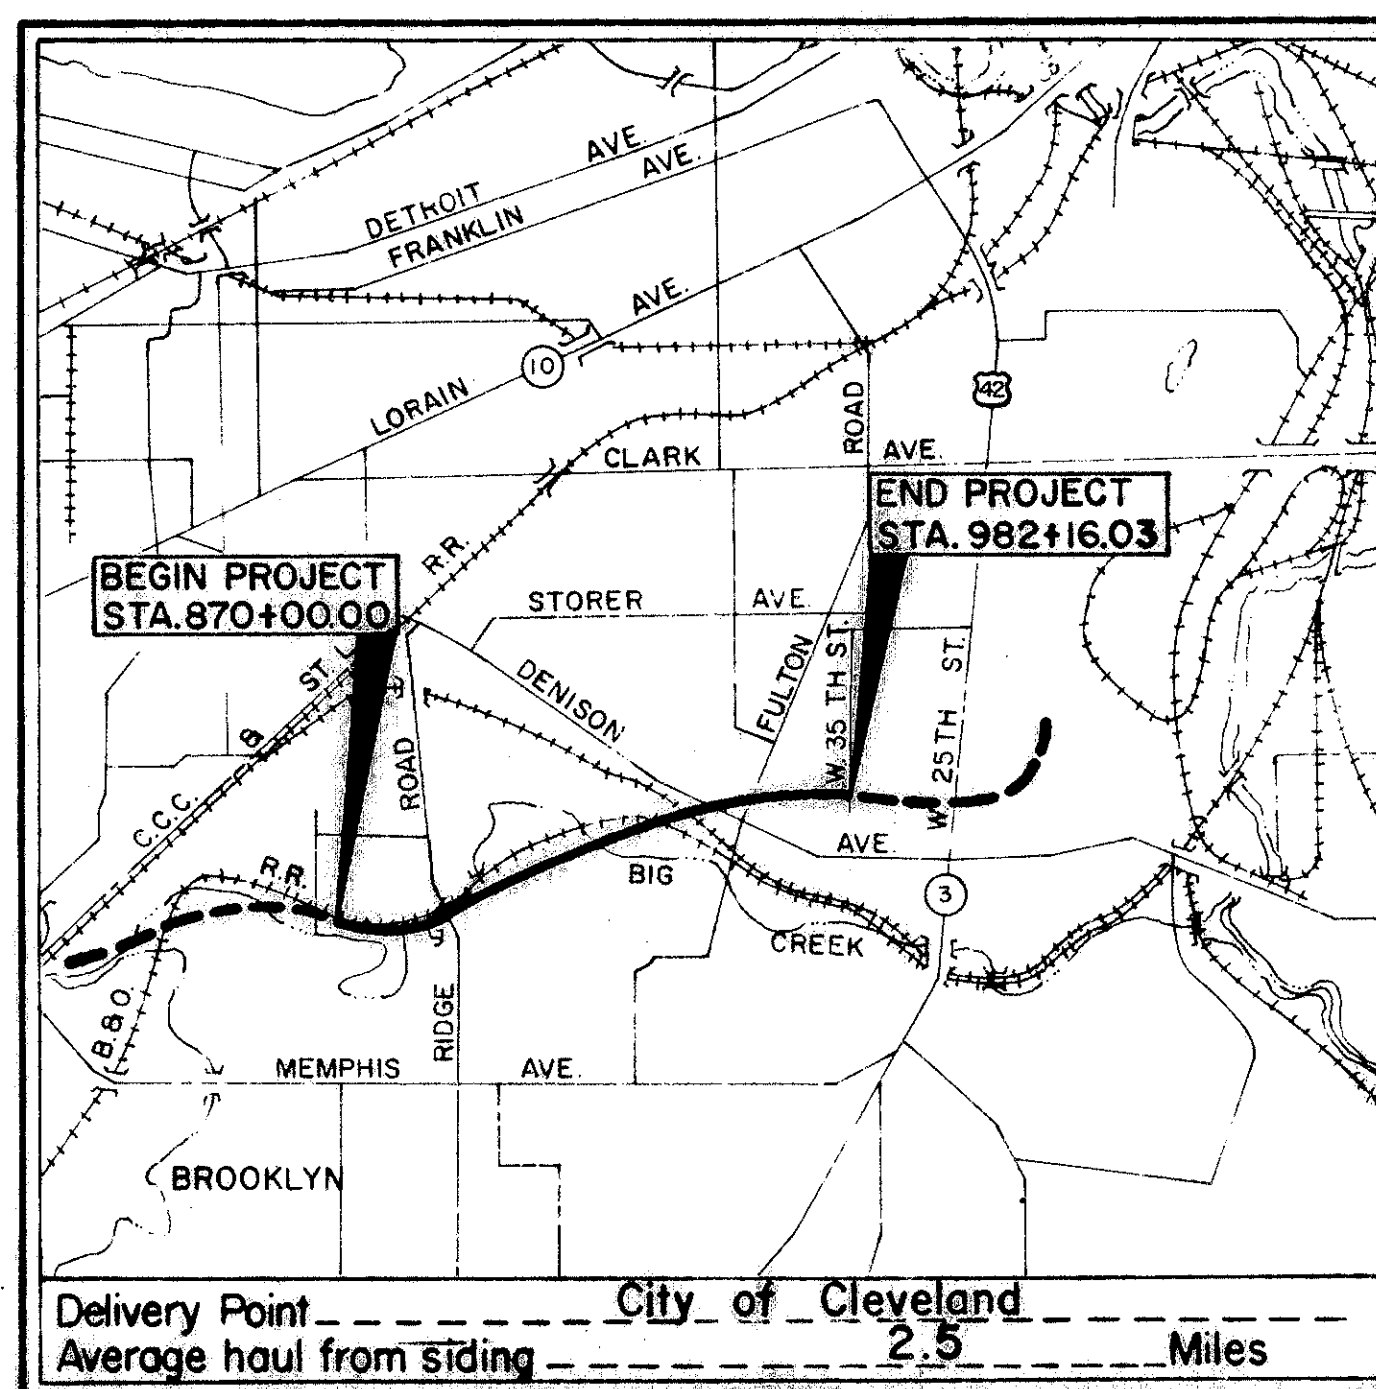 DETROIT AVE.
FRANKLIN AVE.
LORAIN AVE.
10
42
CLARK AVE.
ROAD
END PROJECT
STA. 982+16.03
BEGIN PROJECT
STA. 870+00.00
R.R.
STORER AVE.
DENISON
FULTON
W. 35 TH ST.
W. 25 TH ST.
C.C.C. & ST. L
ROAD
R.R.
BIG
AVE.
3
CREEK
B. & O.
RIDGE
MEMPHIS AVE.
BROOKLYN
Delivery Point City of Cleveland
Average haul from siding 2.5 Miles